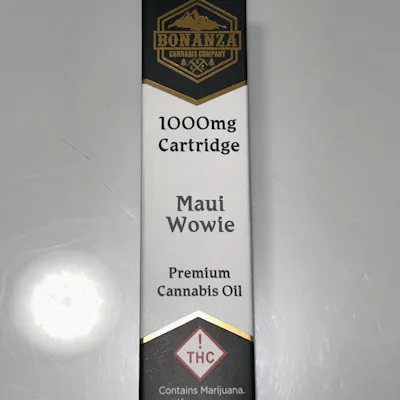 BONANZA
CANNABIS COMPANY
1000mg
Cartridge
Maui
Wowie
Premium
Cannabis Oil
!
THC
Contains Marijuana.